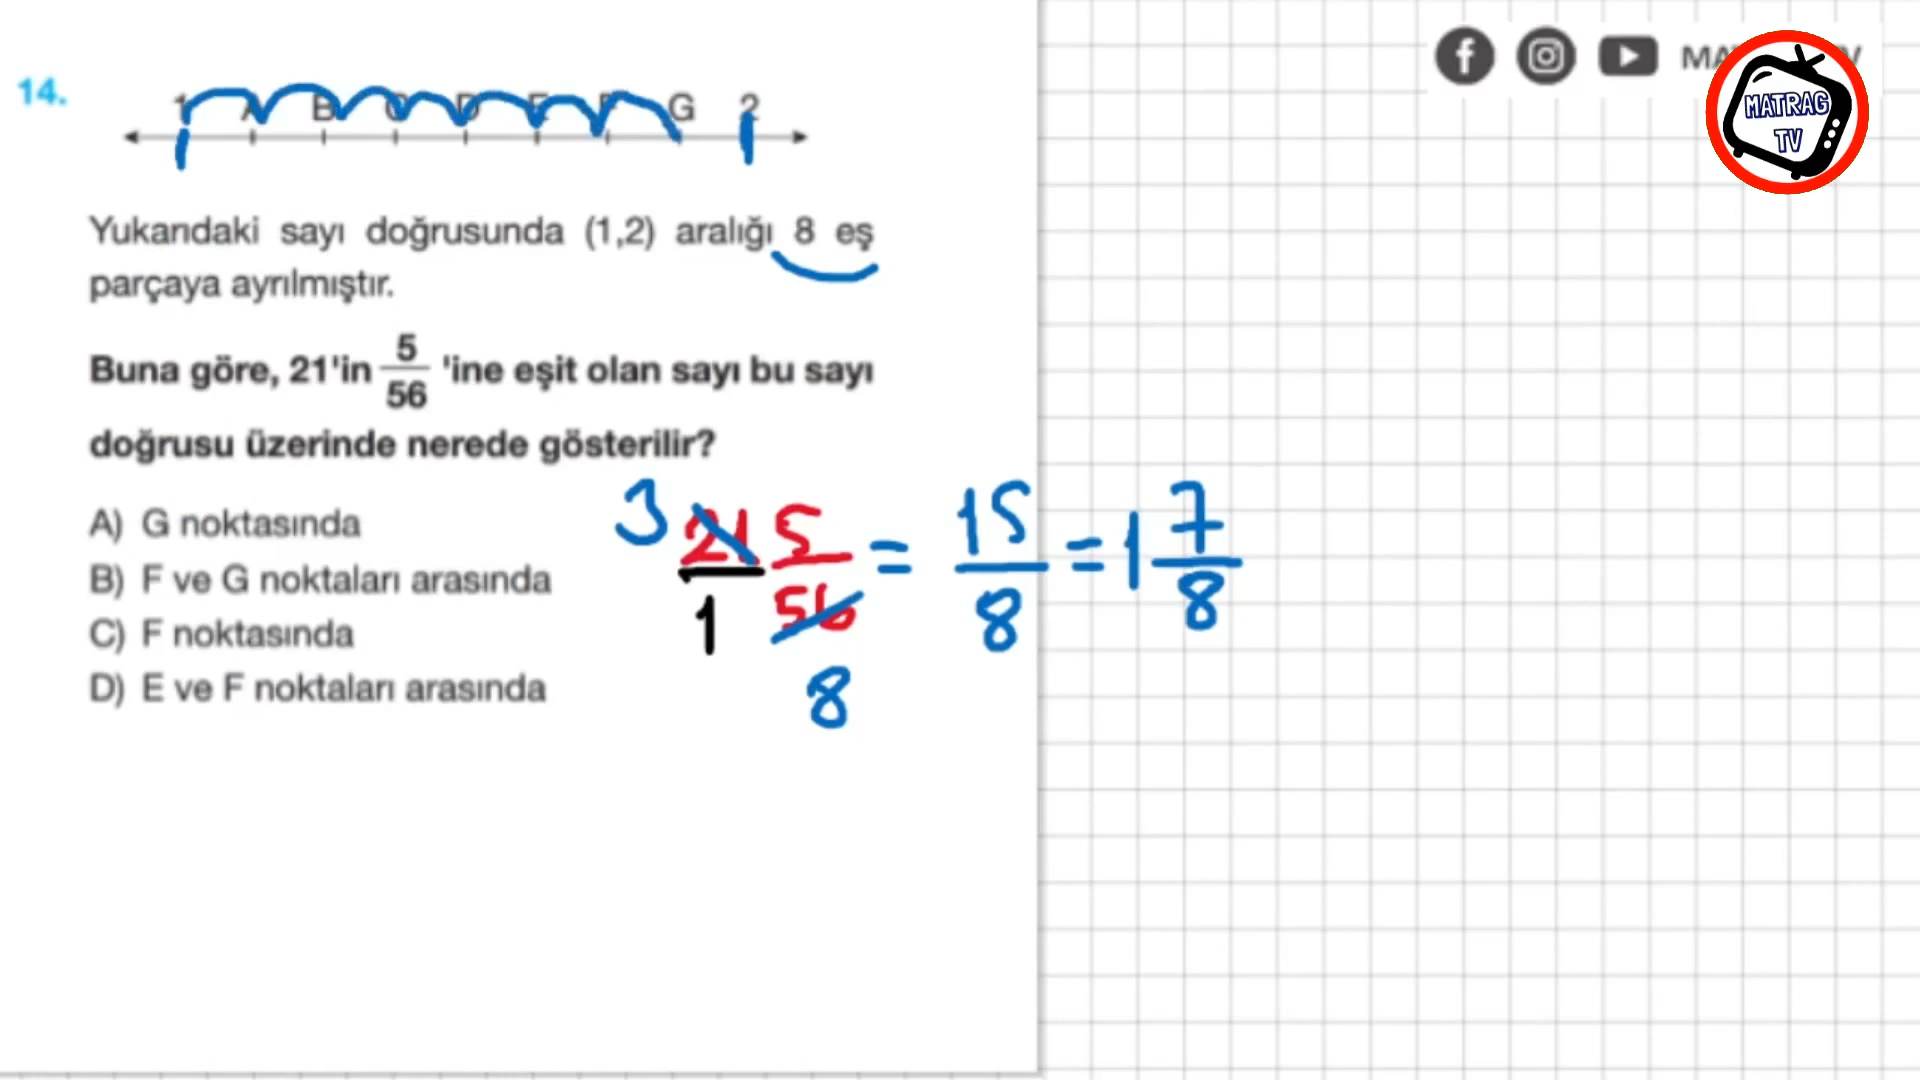 MATRAG
TV
14.
1 A B C D E F G 2
Yukarıdaki sayı doğrusunda (1,2) aralığı 8 eş
parçaya ayrılmıştır.
Buna göre, 21'in 5/56 'ine eşit olan sayı bu sayı
doğrusu üzerinde nerede gösterilir?
A) G noktasında
B) F ve G noktaları arasında
C) F noktasında
D) E ve F noktaları arasında
3 21/1 5/56 8 = 15/8 = 1 7/8